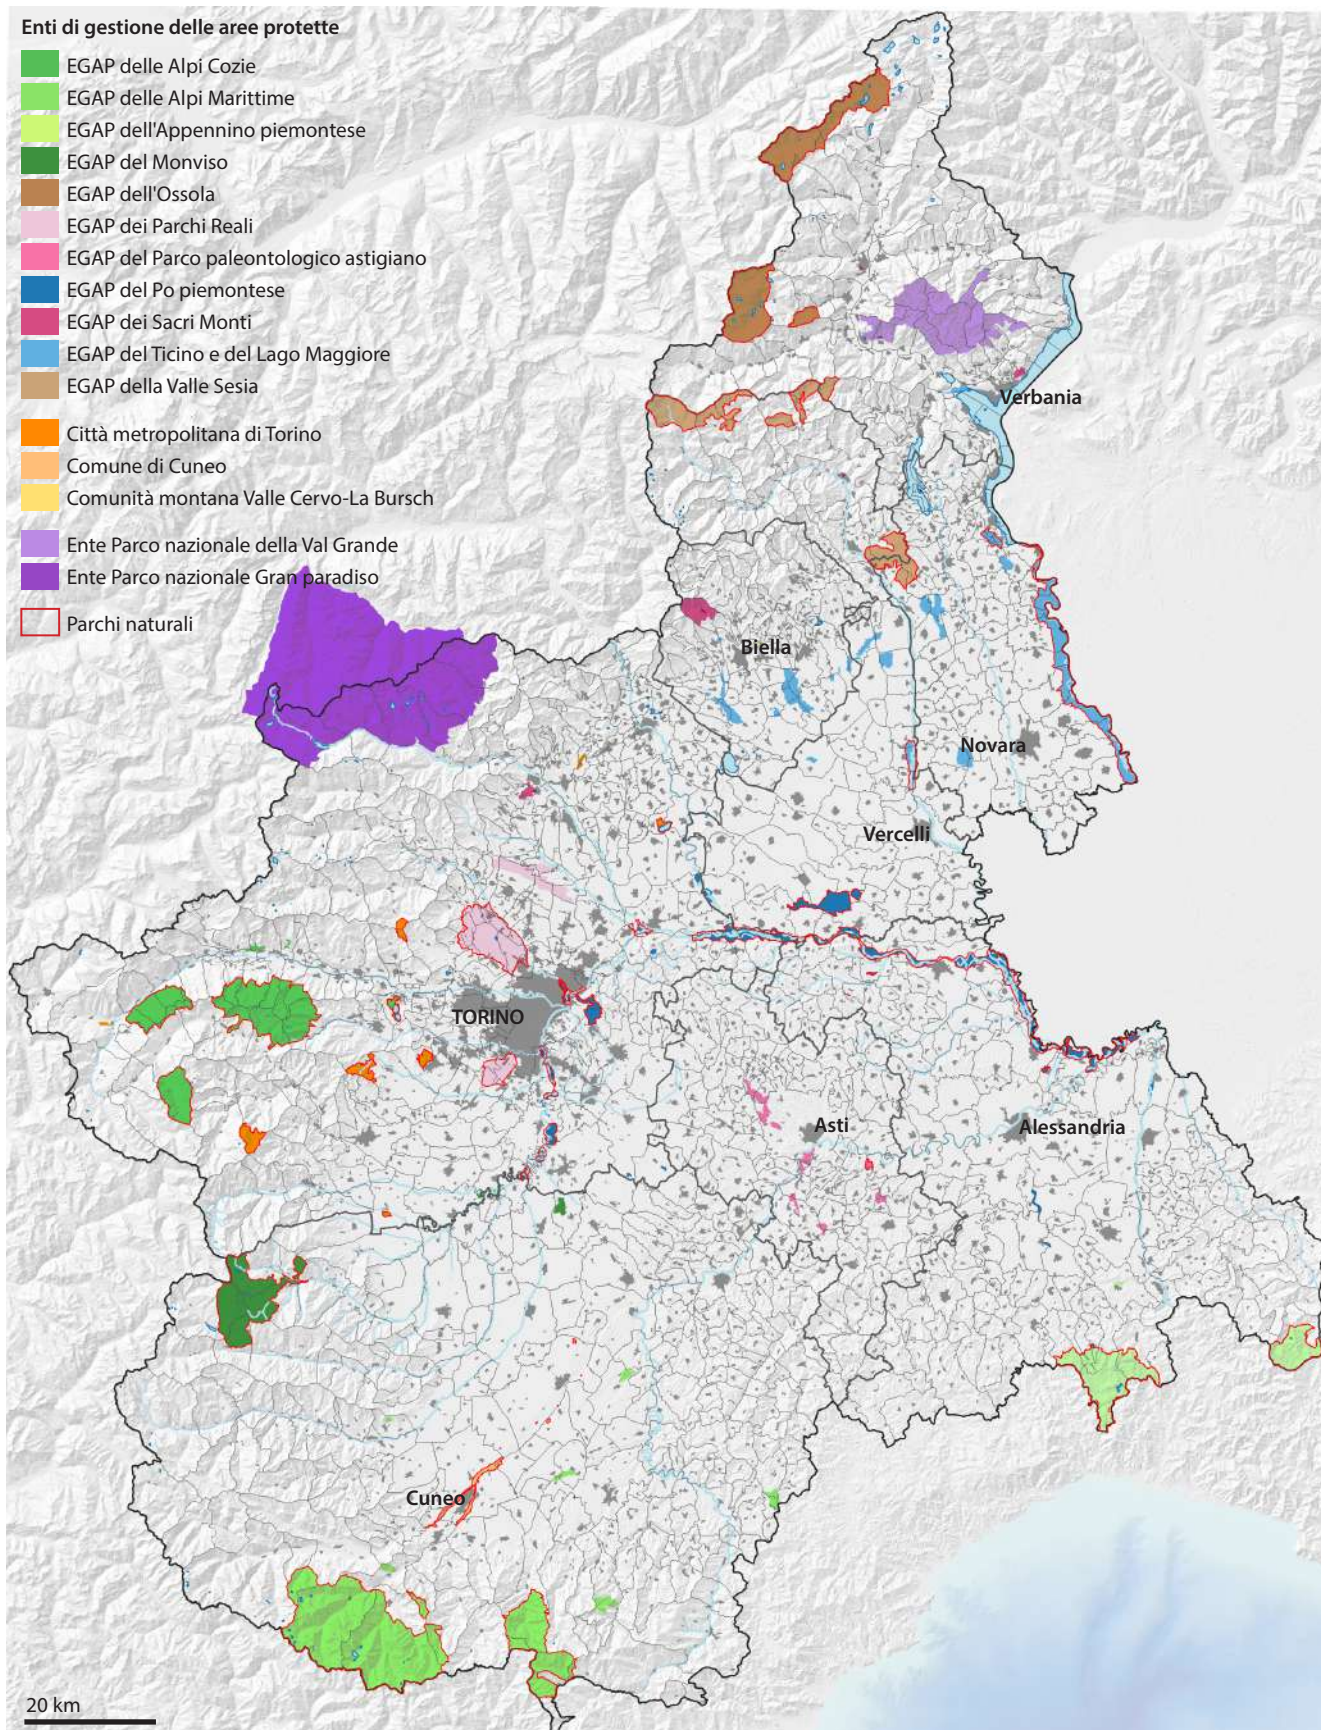 Enti di gestione delle aree protette
EGAP delle Alpi Cozie
EGAP delle Alpi Marittime
EGAP dell'Appennino piemontese
EGAP del Monviso
EGAP dell'Ossola
EGAP dei Parchi Reali
EGAP del Parco paleontologico astigiano
EGAP del Po piemontese
EGAP dei Sacri Monti
EGAP del Ticino e del Lago Maggiore
EGAP della Valle Sesia
Città metropolitana di Torino
Comune di Cuneo
Comunità montana Valle Cervo-La Bursch
Ente Parco nazionale della Val Grande
Ente Parco nazionale Gran paradiso
Parchi naturali
Verbania
Biella
Novara
Vercelli
TORINO
Asti
Alessandria
Cuneo
20 km